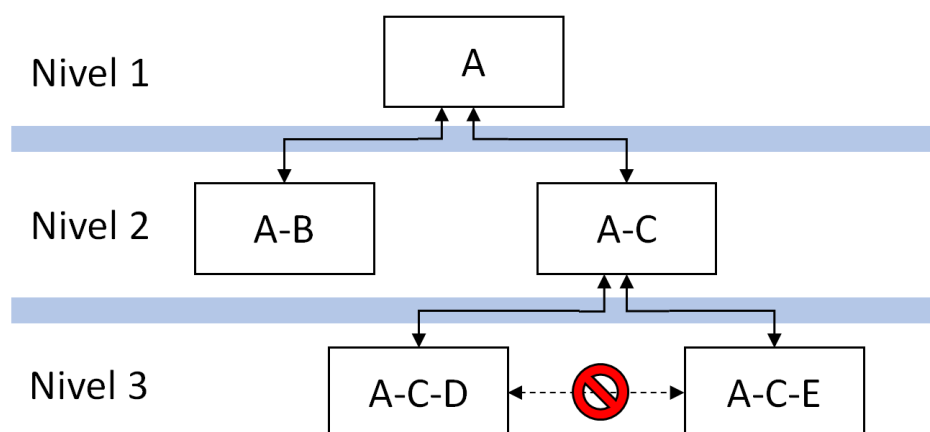 Nivel 1
A
Nivel 2
A-B
A-C
Nivel 3
A-C-D
A-C-E